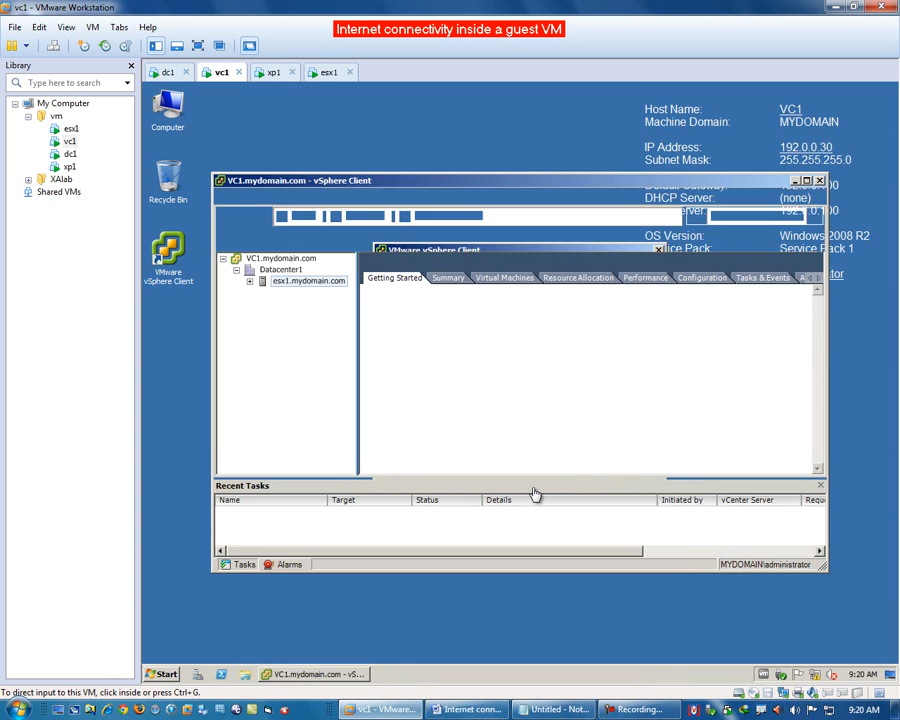 vc1 - VMware Workstation
File Edit View VM Tabs Help
Internet connectivity inside a guest VM
Library
Type here to search
My Computer
vm
esx1
vc1
dc1
xp1
XAlab
Shared VMs
dc1 vc1 xp1 esx1
Computer
Recycle Bin
VMware
vSphere Client
Host Name: VC1
Machine Domain: MYDOMAIN
IP Address: 192.0.0.30
Subnet Mask: 255.255.255.0
DHCP Server: (none)
192.0.0.100
OS Version: Windows 2008 R2
Service Pack 1
VC1.mydomain.com - vSphere Client
VMware vSphere Client
VC1.mydomain.com
Datacenter1
esx1.mydomain.com
Getting Started Summary Virtual Machines Resource Allocation Performance Configuration Tasks & Events A
Recent Tasks
Name Target Status Details Initiated by vCenter Server Reque
Tasks Alarms MYDOMAIN\administrator
Start VC1.mydomain.com - vS... 9:20 AM
To direct input to this VM, click inside or press Ctrl+G.
vc1 - VMware... Internet conn... Untitled - Not... Recording... 9:20 AM